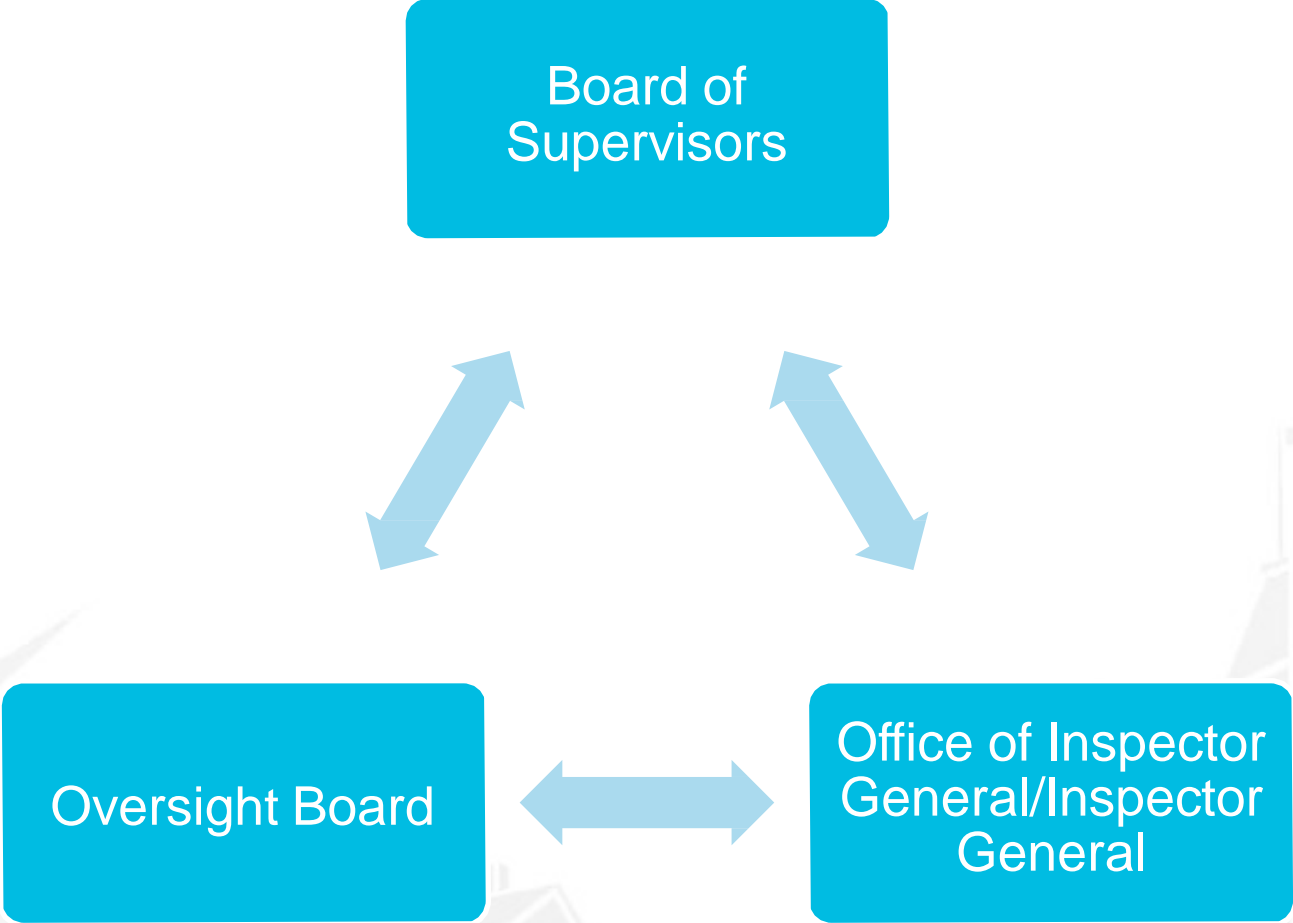 Board of
Supervisors
Oversight Board
Office of Inspector
General/Inspector
General